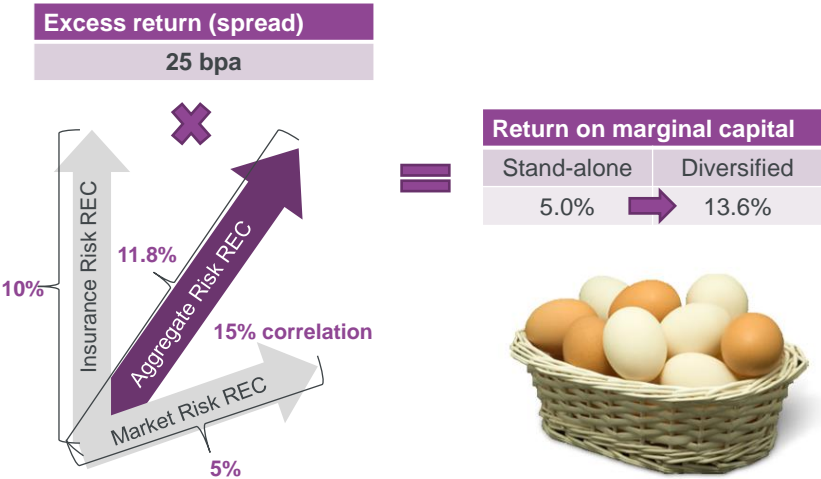 Excess return (spread)
25 bpa
Return on marginal capital
Stand-alone Diversified
5.0% 13.6%
Insurance Risk REC
10%
11.8%
Aggregate Risk REC
15% correlation
Market Risk REC
5%